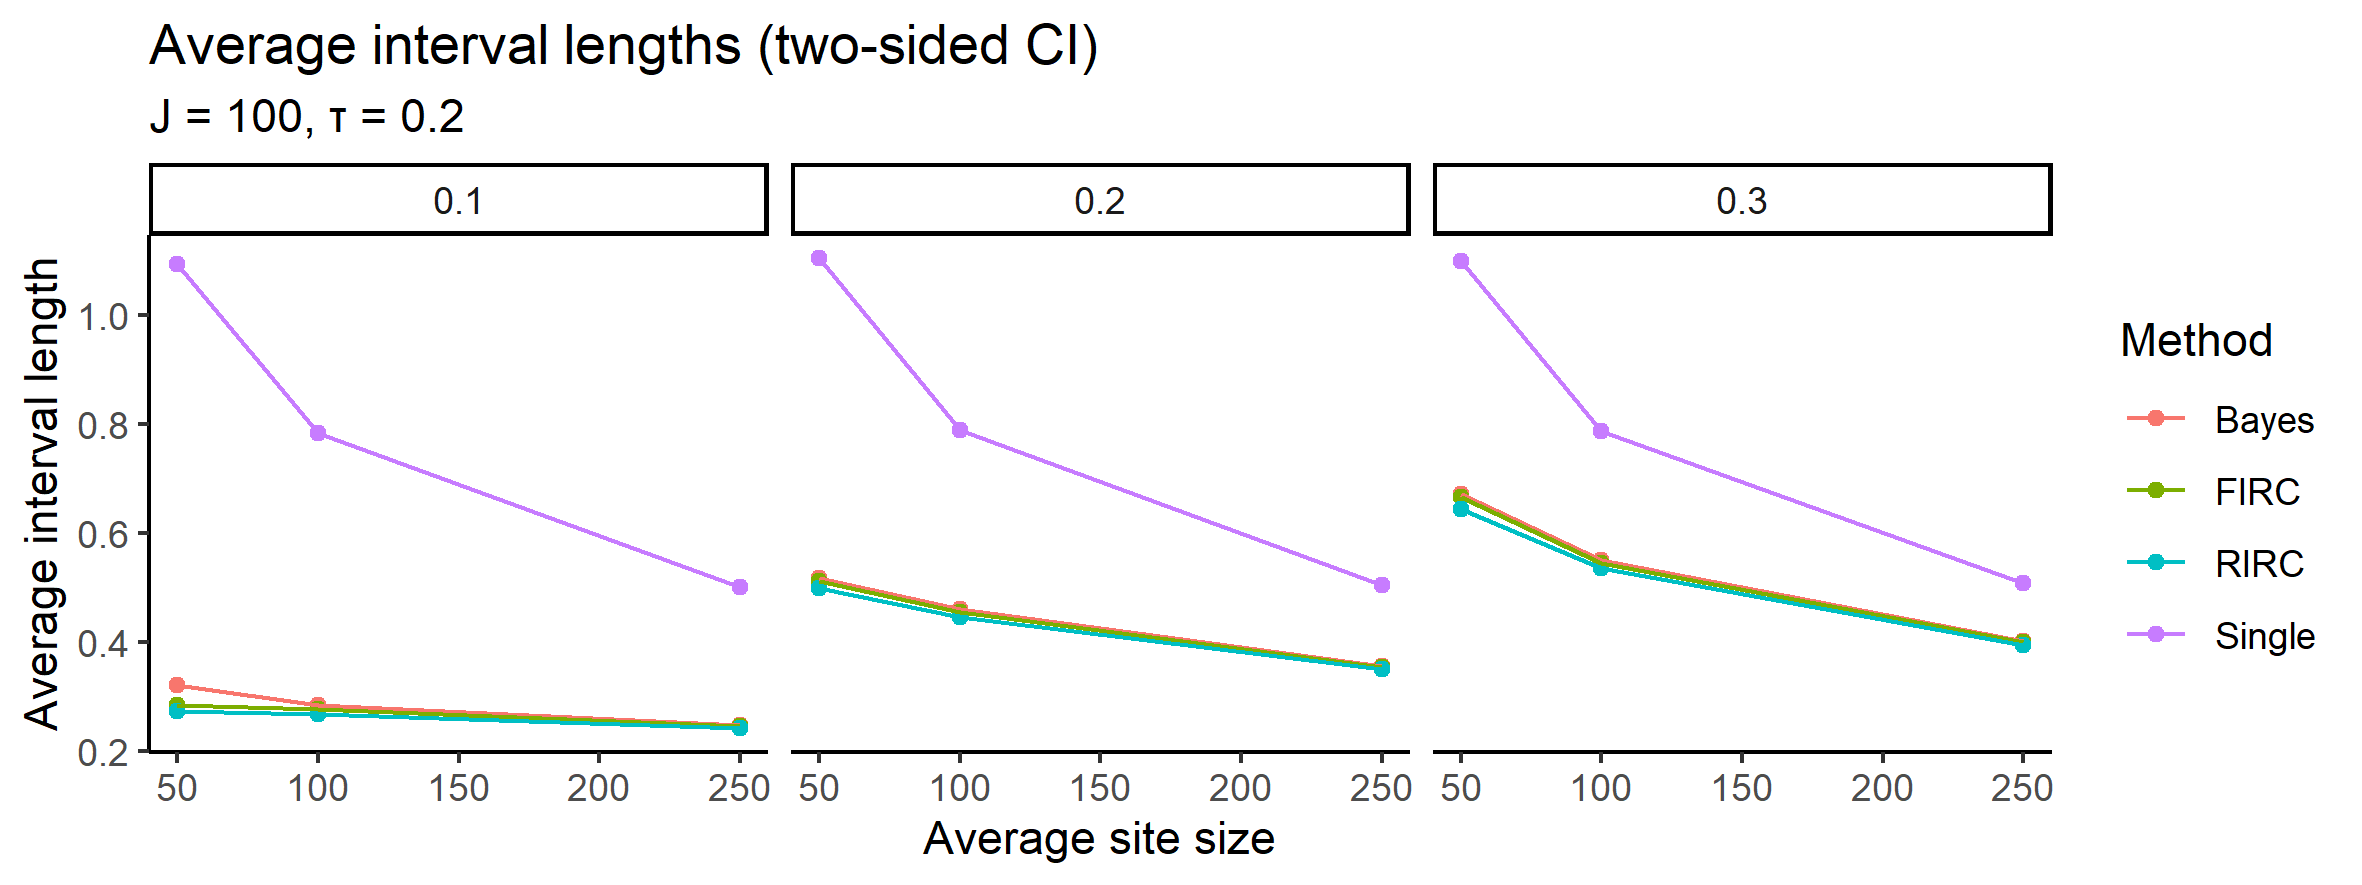 Average interval lengths (two-sided CI)
J = 100, τ = 0.2
0.1 0.2 0.3
Average interval length
1.0
0.8
0.6
0.4
0.2
50 100 150 200 250 50 100 150 200 250 50 100 150 200 250
Average site size
Method
Bayes
FIRC
RIRC
Single